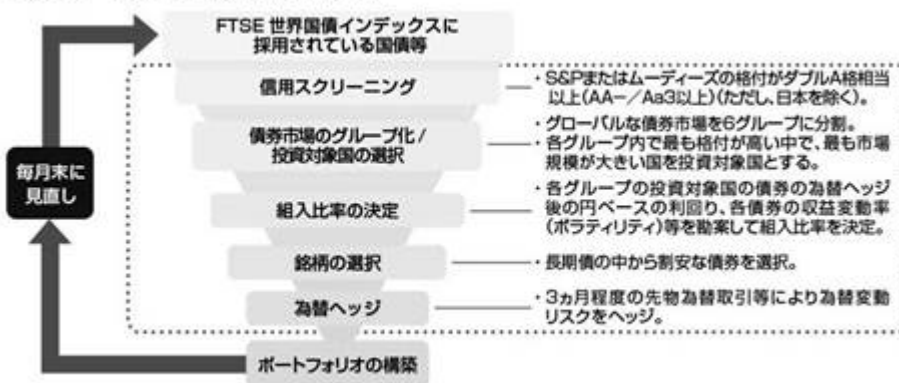 FTSE 世界国債インデックスに
採用されている国債等
信用スクリーニング
・S&Pまたはムーディーズの格付がダブルA格相当
以上(AA−／Aa3以上)(ただし、日本を除く)。
債券市場のグループ化 /
投資対象国の選択
・グローバルな債券市場を6グループに分割。
・各グループ内で最も格付が高い中で、最も市場
規模が大きい国を投資対象国とする。
毎月末に
見直し
組入比率の決定
・各グループの投資対象国の債券の為替ヘッジ
後の円ベースの利回り、各債券の収益変動率
(ボラティリティ)等を勘案して組入比率を決定。
銘柄の選択
・長期債の中から割安な債券を選択。
為替ヘッジ
・3ヵ月程度の先物為替取引等により為替変動
リスクをヘッジ。
ポートフォリオの構築